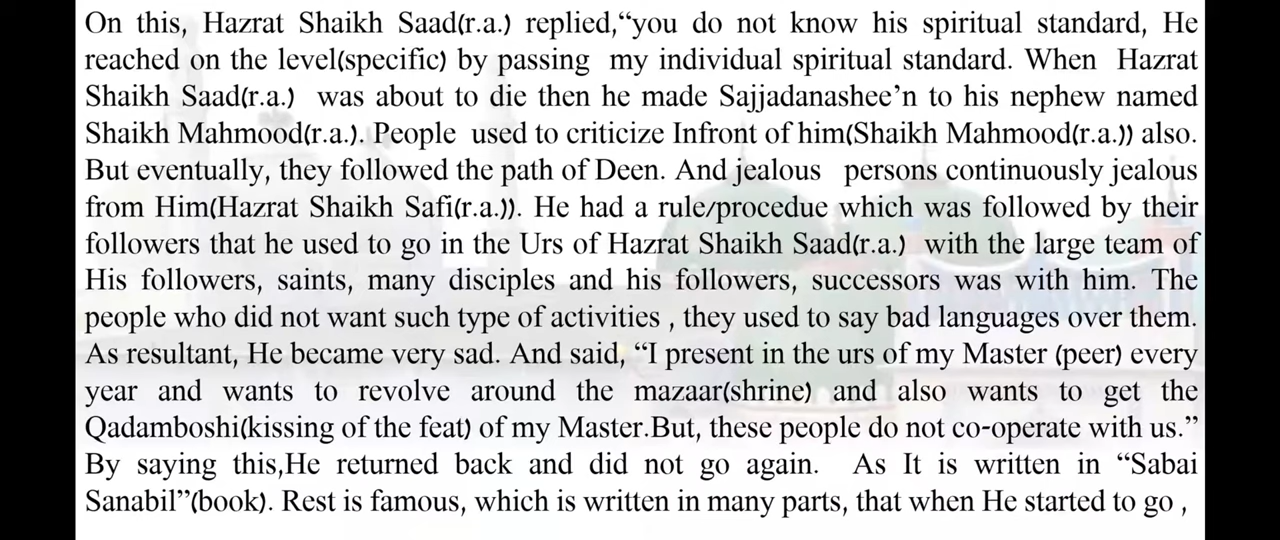 On this, Hazrat Shaikh Saad(r.a.) replied,“you do not know his spiritual standard, He
reached on the level(specific) by passing my individual spiritual standard. When Hazrat
Shaikh Saad(r.a.) was about to die then he made Sajjadanashee’n to his nephew named
Shaikh Mahmood(r.a.). People used to criticize Infront of him(Shaikh Mahmood(r.a.)) also.
But eventually, they followed the path of Deen. And jealous persons continuously jealous
from Him(Hazrat Shaikh Safi(r.a.)). He had a rule/procedue which was followed by their
followers that he used to go in the Urs of Hazrat Shaikh Saad(r.a.) with the large team of
His followers, saints, many disciples and his followers, successors was with him. The
people who did not want such type of activities , they used to say bad languages over them.
As resultant, He became very sad. And said, “I present in the urs of my Master (peer) every
year and wants to revolve around the mazaar(shrine) and also wants to get the
Qadamboshi(kissing of the feat) of my Master.But, these people do not co-operate with us.”
By saying this,He returned back and did not go again. As It is written in “Sabai
Sanabil”(book). Rest is famous, which is written in many parts, that when He started to go ,